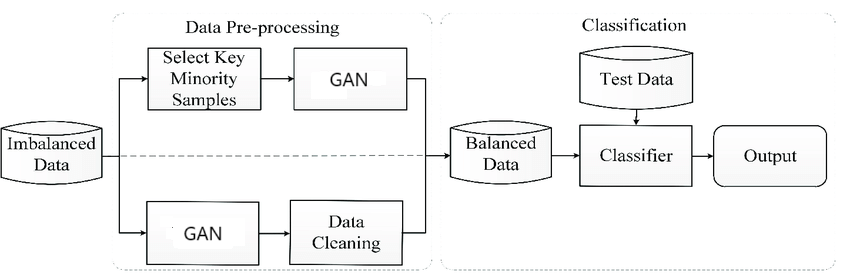 Data Pre-processing
Classification
Select Key
Minority
Samples
GAN
Test Data
Imbalanced
Data
Balanced
Data
Classifier
Output
GAN
Data
Cleaning